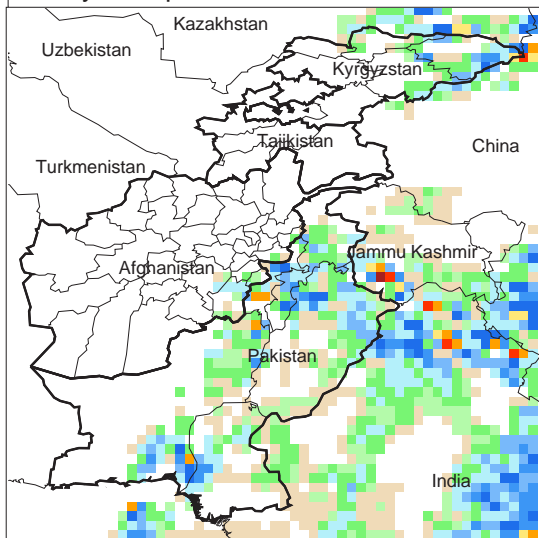 Kazakhstan
Uzbekistan
Kyrgyzstan
Tajikistan
China
Turkmenistan
Jammu Kashmir
Afghanistan
Pakistan
India